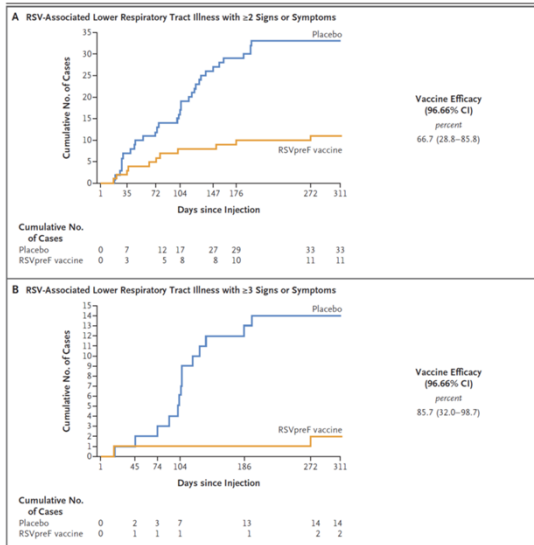 A RSV-Associated Lower Respiratory Tract Illness with ≥2 Signs or Symptoms
35
30
25
20
15
10
5
0
Cumulative No. of Cases
Placebo
RSVpreF vaccine
1 35 72 104 147 176 272 311
Days since Injection
Vaccine Efficacy
(96.66% CI)
percent
66.7 (28.8–85.8)
Cumulative No.
of Cases
Placebo 0 7 12 17 27 29 33 33
RSVpreF vaccine 0 3 5 8 8 10 11 11
B RSV-Associated Lower Respiratory Tract Illness with ≥3 Signs or Symptoms
15
14
13
12
11
10
9
8
7
6
5
4
3
2
1
0
Cumulative No. of Cases
Placebo
RSVpreF vaccine
1 45 74 104 186 272 311
Days since Injection
Vaccine Efficacy
(96.66% CI)
percent
85.7 (32.0–98.7)
Cumulative No.
of Cases
Placebo 0 2 3 7 13 14 14
RSVpreF vaccine 0 1 1 1 1 2 2